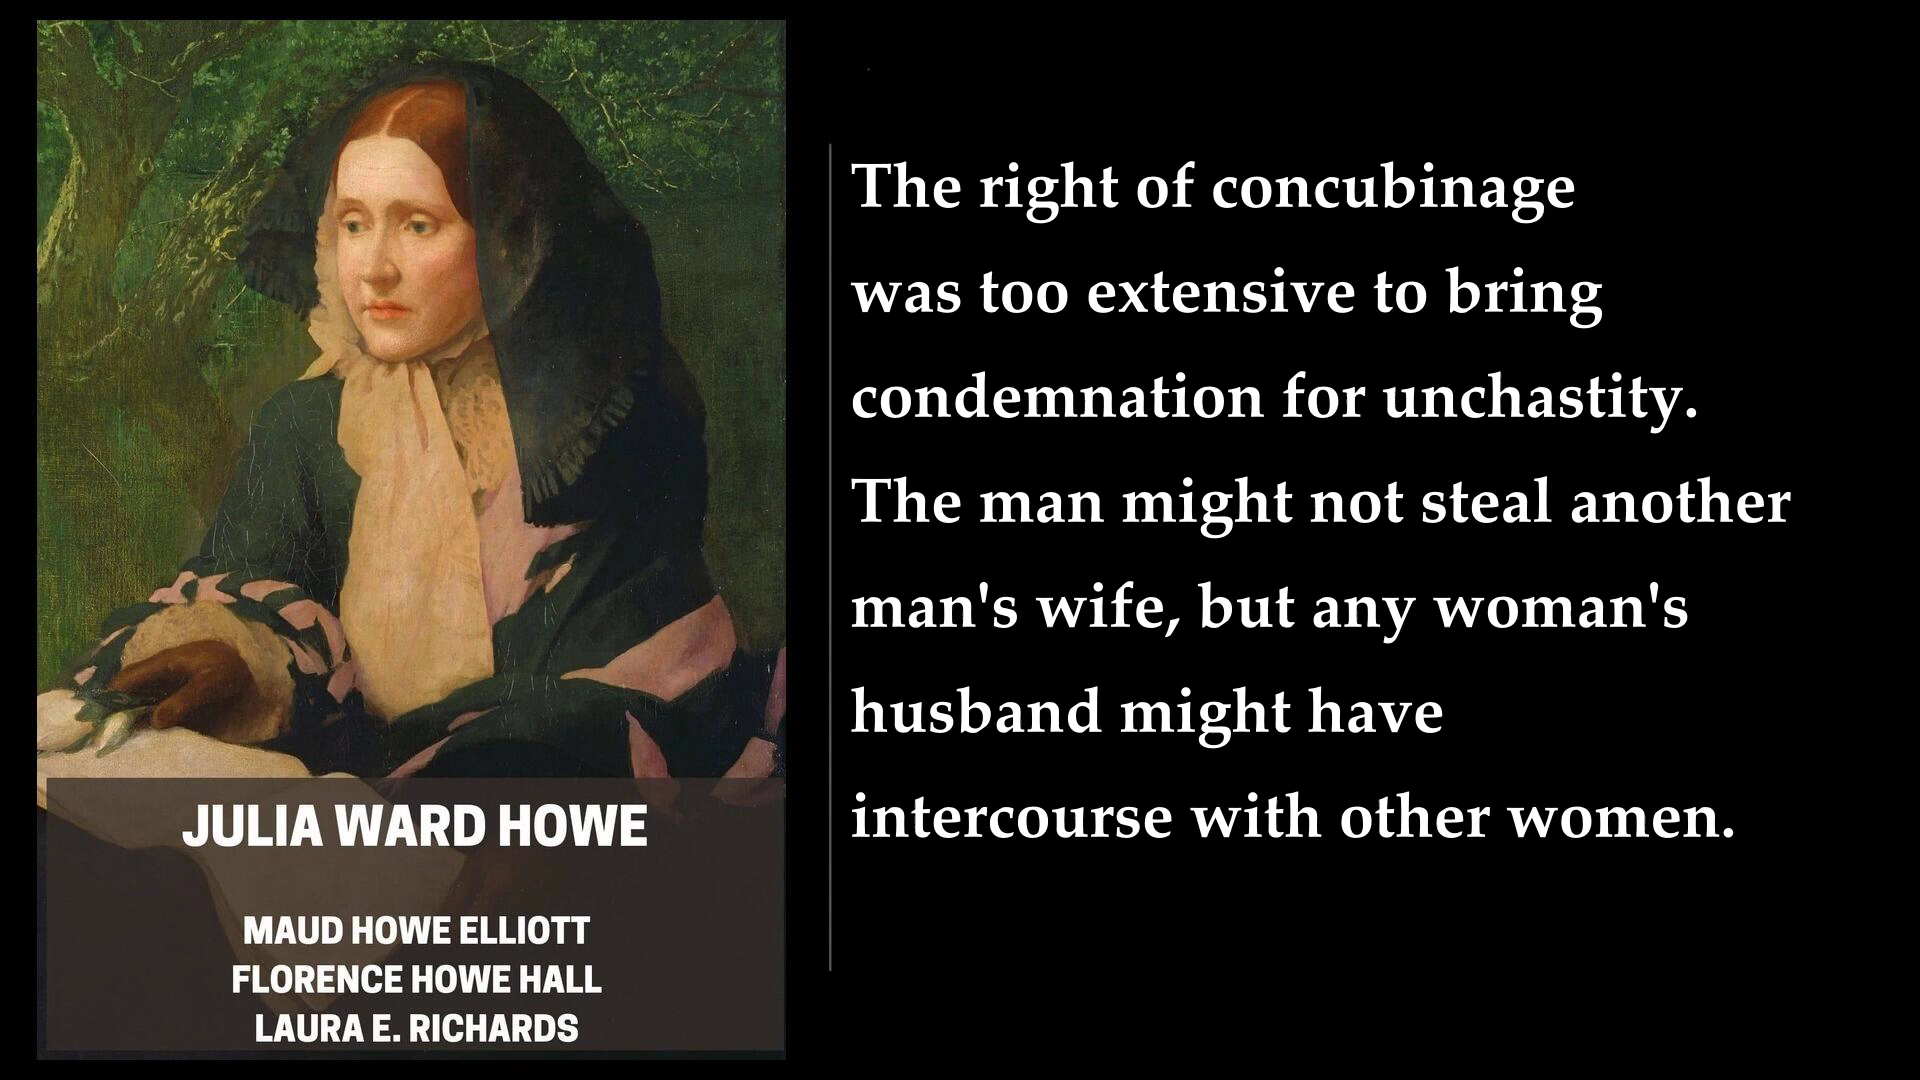 JULIA WARD HOWE
MAUD HOWE ELLIOTT
FLORENCE HOWE HALL
LAURA E. RICHARDS
The right of concubinage
was too extensive to bring
condemnation for unchastity.
The man might not steal another
man's wife, but any woman's
husband might have
intercourse with other women.